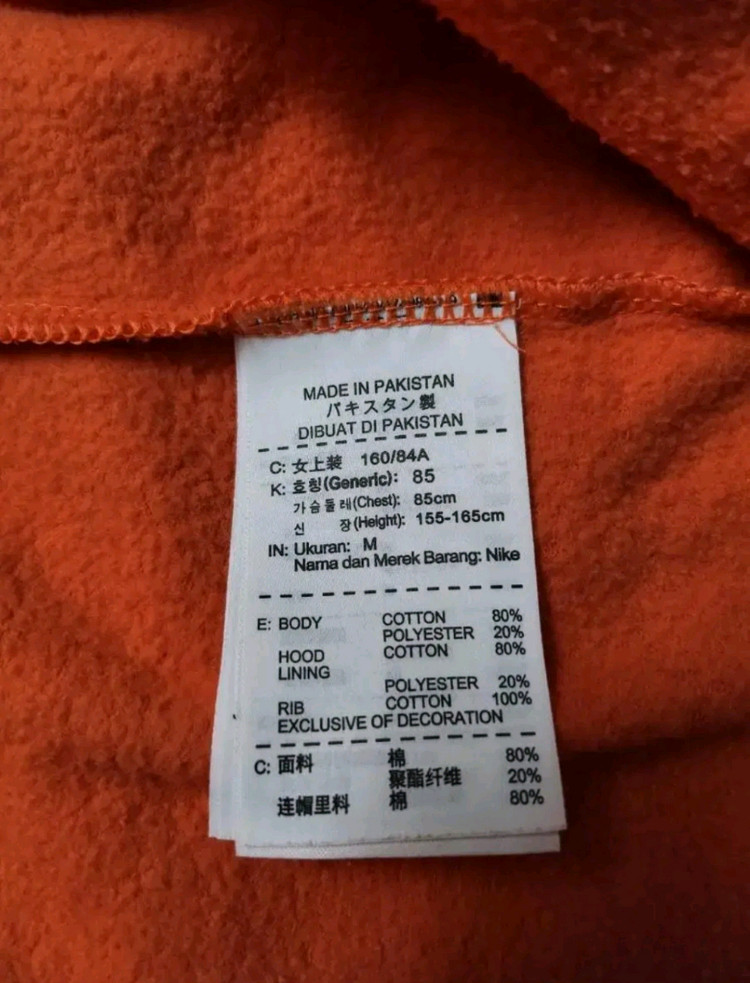 MADE IN PAKISTAN
パキスタン製
DIBUAT DI PAKISTAN
C: 女上装 160/84A
K: 호칭(Generic): 85
가슴둘레(Chest): 85cm
신 장(Height): 155-165cm
IN: Ukuran: M
Nama dan Merek Barang: Nike
E: BODY COTTON 80%
POLYESTER 20%
HOOD COTTON 80%
LINING
POLYESTER 20%
RIB COTTON 100%
EXCLUSIVE OF DECORATION
C: 面料 棉 80%
聚酯纤维 20%
连帽里料 棉 80%